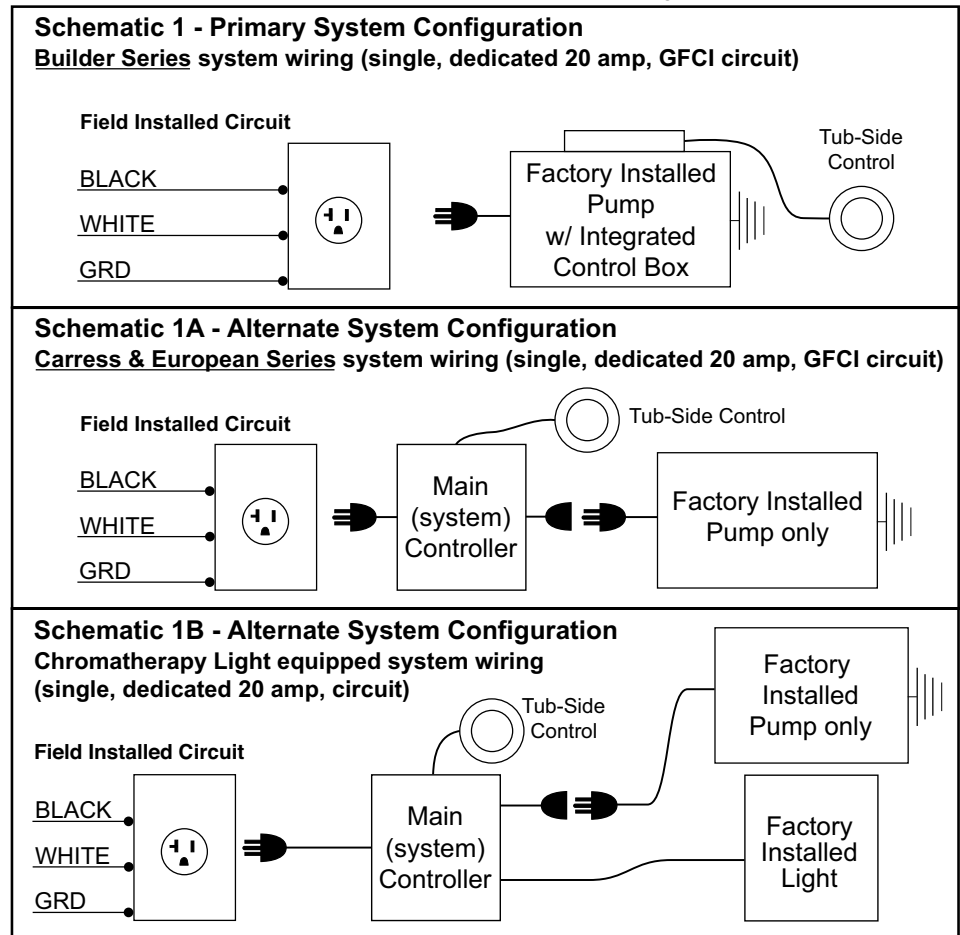 Schematic 1 - Primary System Configuration
Builder Series system wiring (single, dedicated 20 amp, GFCI circuit)
Field Installed Circuit
BLACK
WHITE
GRD
Factory Installed
Pump
w/ Integrated
Control Box
Tub-Side
Control
Schematic 1A - Alternate System Configuration
Carress & European Series system wiring (single, dedicated 20 amp, GFCI circuit)
Field Installed Circuit
BLACK
WHITE
GRD
Main
(system)
Controller
Tub-Side Control
Factory Installed
Pump only
Schematic 1B - Alternate System Configuration
Chromatherapy Light equipped system wiring
(single, dedicated 20 amp, circuit)
Field Installed Circuit
BLACK
WHITE
GRD
Tub-Side
Control
Main
(system)
Controller
Factory
Installed
Pump only
Factory
Installed
Light